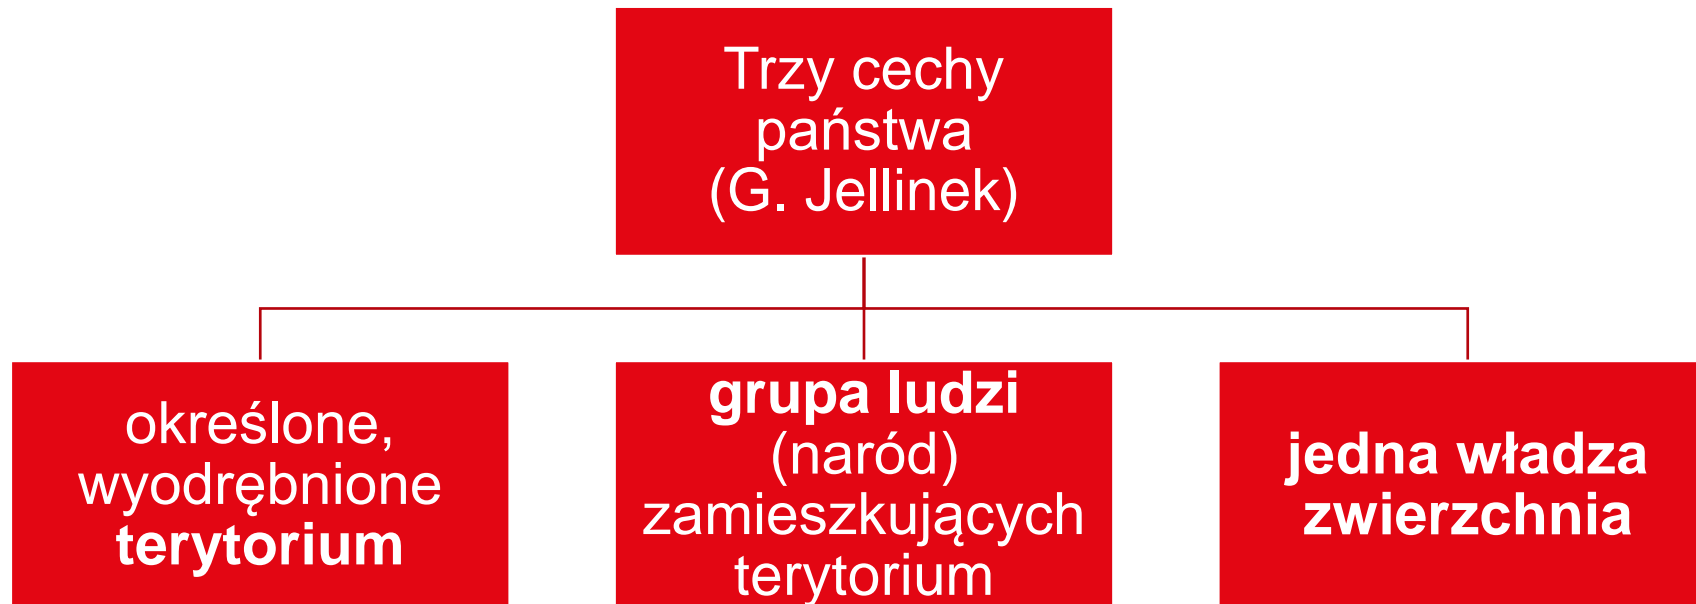 Trzy cechy
państwa
(G. Jellinek)
określone,
wyodrębnione
terytorium
grupa ludzi
(naród)
zamieszkujących
terytorium
jedna władza
zwierzchnia